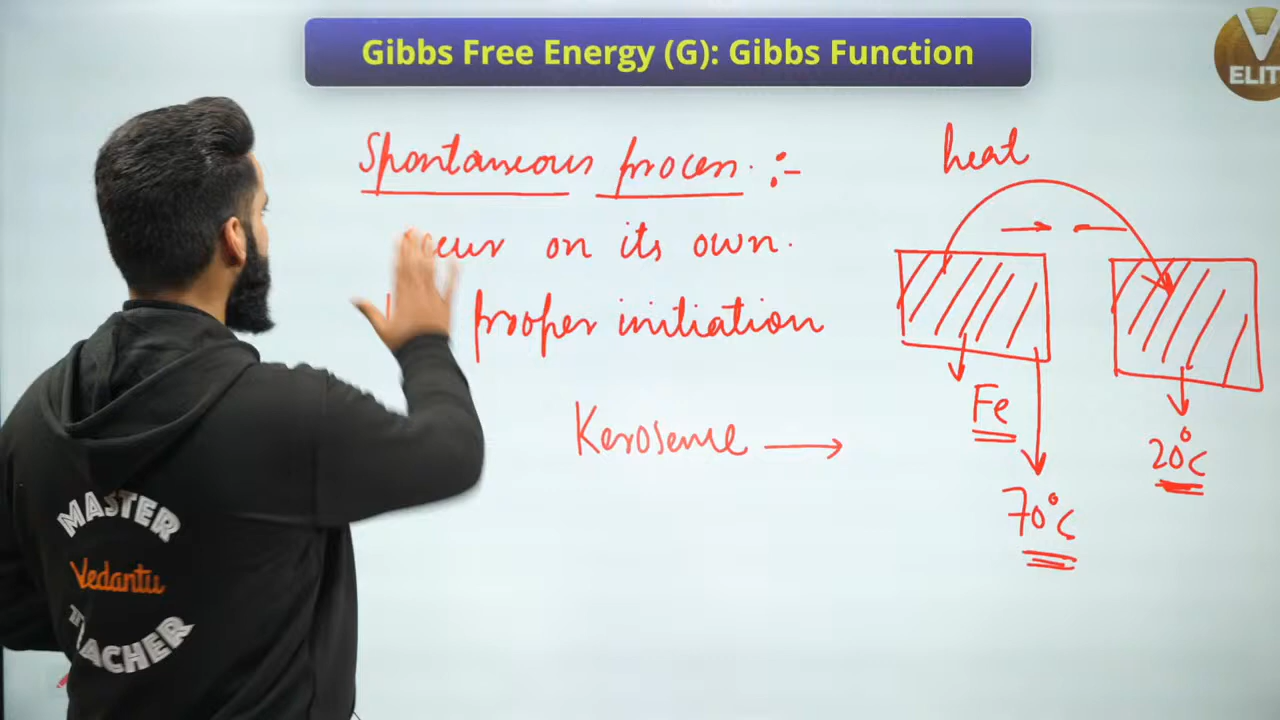 Gibbs Free Energy (G): Gibbs Function
V
ELIT
Spontaneous process :-
on its own.
proper initiation
Kerosene →
heat
Fe
70°C
20°C
MASTER
Vedantu
TEACHER